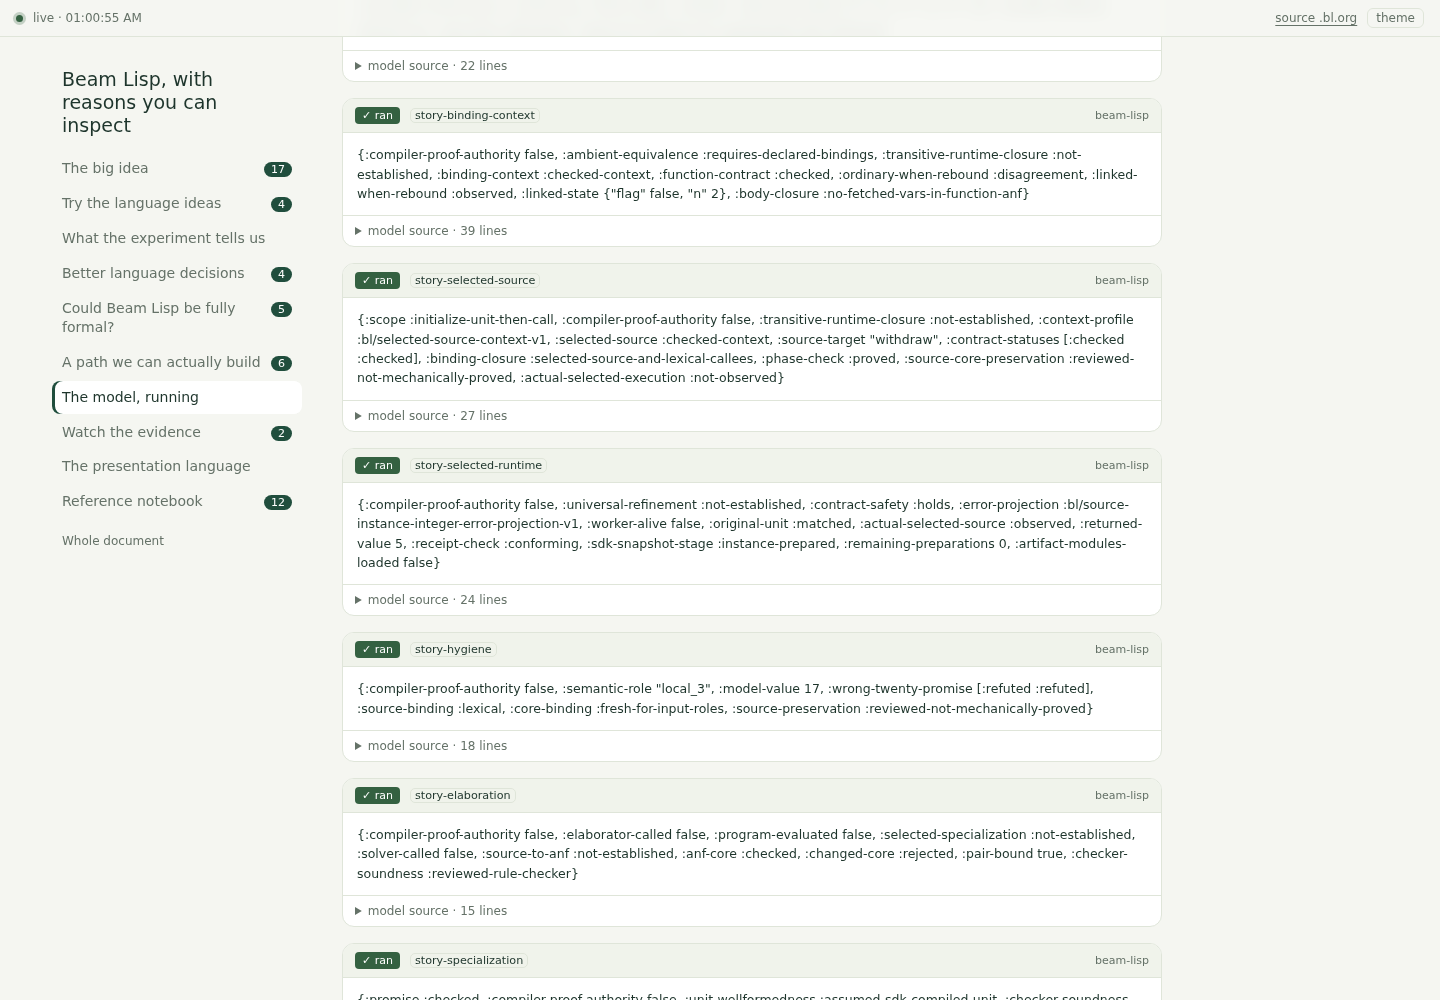 live · 01:00:55 AM
source .bl.org
theme
Beam Lisp, with
reasons you can
inspect
The big idea 17
Try the language ideas 4
What the experiment tells us
Better language decisions 4
Could Beam Lisp be fully
formal? 5
A path we can actually build 6
The model, running
Watch the evidence 2
The presentation language
Reference notebook 12
Whole document
▶ model source · 22 lines
✓ ran story-binding-context beam-lisp
{:compiler-proof-authority false, :ambient-equivalence :requires-declared-bindings, :transitive-runtime-closure :not-
established, :binding-context :checked-context, :function-contract :checked, :ordinary-when-rebound :disagreement, :linked-
when-rebound :observed, :linked-state {"flag" false, "n" 2}, :body-closure :no-fetched-vars-in-function-anf}
▶ model source · 39 lines
✓ ran story-selected-source beam-lisp
{:scope :initialize-unit-then-call, :compiler-proof-authority false, :transitive-runtime-closure :not-established, :context-profile
:bl/selected-source-context-v1, :selected-source :checked-context, :source-target "withdraw", :contract-statuses [:checked
:checked], :binding-closure :selected-source-and-lexical-callees, :phase-check :proved, :source-core-preservation :reviewed-
not-mechanically-proved, :actual-selected-execution :not-observed}
▶ model source · 27 lines
✓ ran story-selected-runtime beam-lisp
{:compiler-proof-authority false, :universal-refinement :not-established, :contract-safety :holds, :error-projection :bl/source-
instance-integer-error-projection-v1, :worker-alive false, :original-unit :matched, :actual-selected-source :observed, :returned-
value 5, :receipt-check :conforming, :sdk-snapshot-stage :instance-prepared, :remaining-preparations 0, :artifact-modules-
loaded false}
▶ model source · 24 lines
✓ ran story-hygiene beam-lisp
{:compiler-proof-authority false, :semantic-role "local_3", :model-value 17, :wrong-twenty-promise [:refuted :refuted],
:source-binding :lexical, :core-binding :fresh-for-input-roles, :source-preservation :reviewed-not-mechanically-proved}
▶ model source · 18 lines
✓ ran story-elaboration beam-lisp
{:compiler-proof-authority false, :elaborator-called false, :program-evaluated false, :selected-specialization :not-established,
:solver-called false, :source-to-anf :not-established, :anf-core :checked, :changed-core :rejected, :pair-bound true, :checker-
soundness :reviewed-rule-checker}
▶ model source · 15 lines
✓ ran story-specialization beam-lisp
{:promise :checked, :compiler-proof-authority false, :unit-wellformedness :assumed-sdk-compiled-unit, :checker-soundness